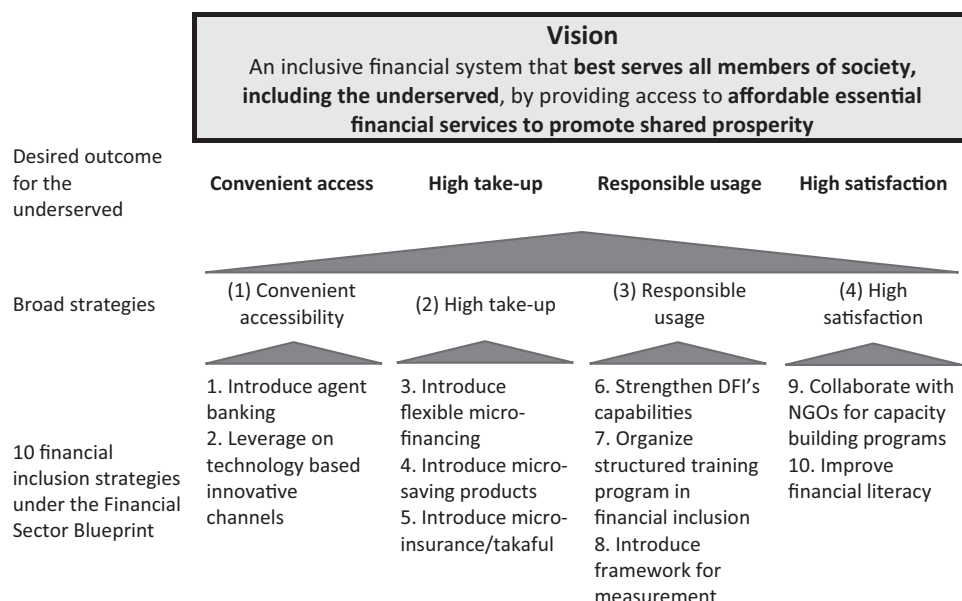 Vision
An inclusive financial system that best serves all members of society,
including the underserved, by providing access to affordable essential
financial services to promote shared prosperity
Desired outcome
for the
underserved
Convenient access
High take-up
Responsible usage
High satisfaction
Broad strategies
(1) Convenient
accessibility
(2) High take-up
(3) Responsible
usage
(4) High
satisfaction
10 financial
inclusion strategies
under the Financial
Sector Blueprint
1. Introduce agent
banking
2. Leverage on
technology based
innovative
channels
3. Introduce
flexible micro-
financing
4. Introduce micro-
saving products
5. Introduce micro-
insurance/takaful
6. Strengthen DFI's
capabilities
7. Organize
structured training
program in
financial inclusion
8. Introduce
framework for
measurement
9. Collaborate with
NGOs for capacity
building programs
10. Improve
financial literacy